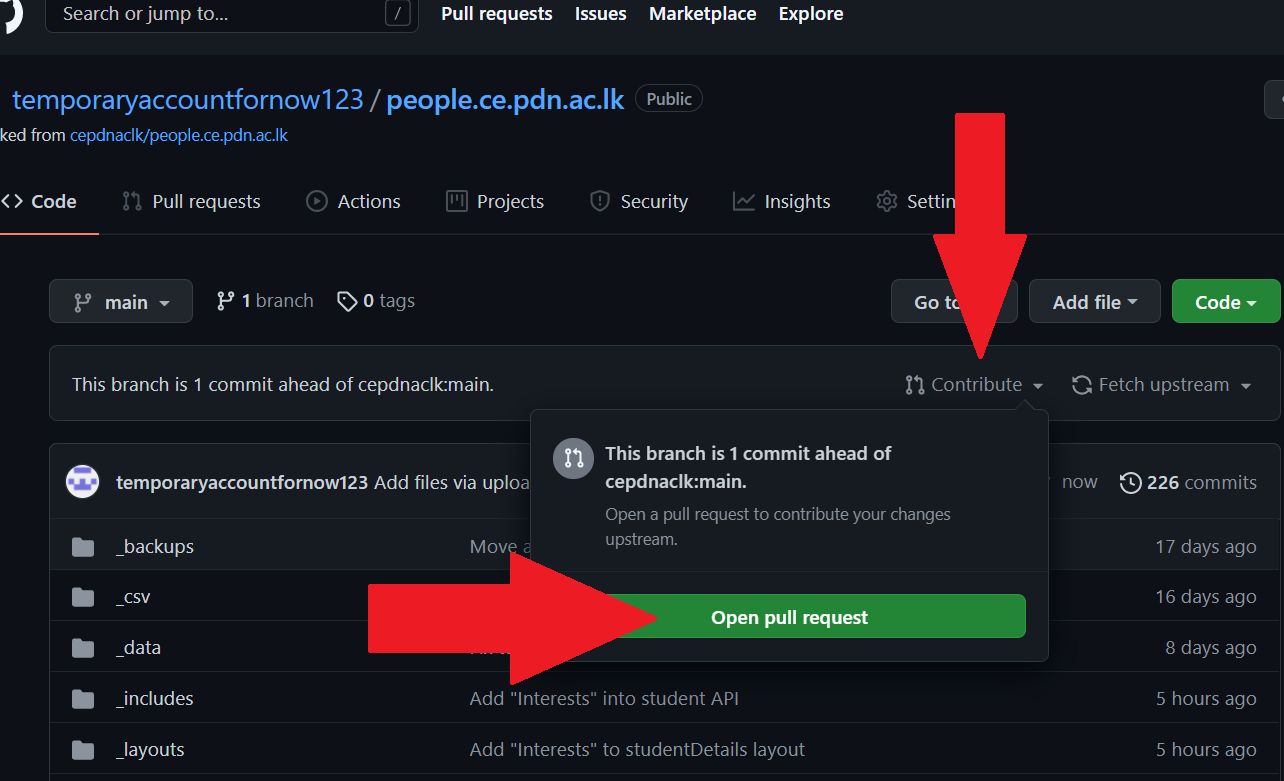 Search or jump to... /
Pull requests Issues Marketplace Explore
temporaryaccountfornow123 / people.ce.pdn.ac.lk Public
ked from cepdnaclk/people.ce.pdn.ac.lk
Code Pull requests Actions Projects Security Insights Settin
main 1 branch 0 tags Go to Add file Code
This branch is 1 commit ahead of cepdnaclk:main. Contribute Fetch upstream
This branch is 1 commit ahead of
cepdnaclk:main.
Open a pull request to contribute your changes
upstream.
Open pull request
temporaryaccountfornow123 Add files via uploa now 226 commits
_backups Move a 17 days ago
_csv 16 days ago
_data 8 days ago
_includes Add "Interests" into student API 5 hours ago
_layouts Add "Interests" to studentDetails layout 5 hours ago